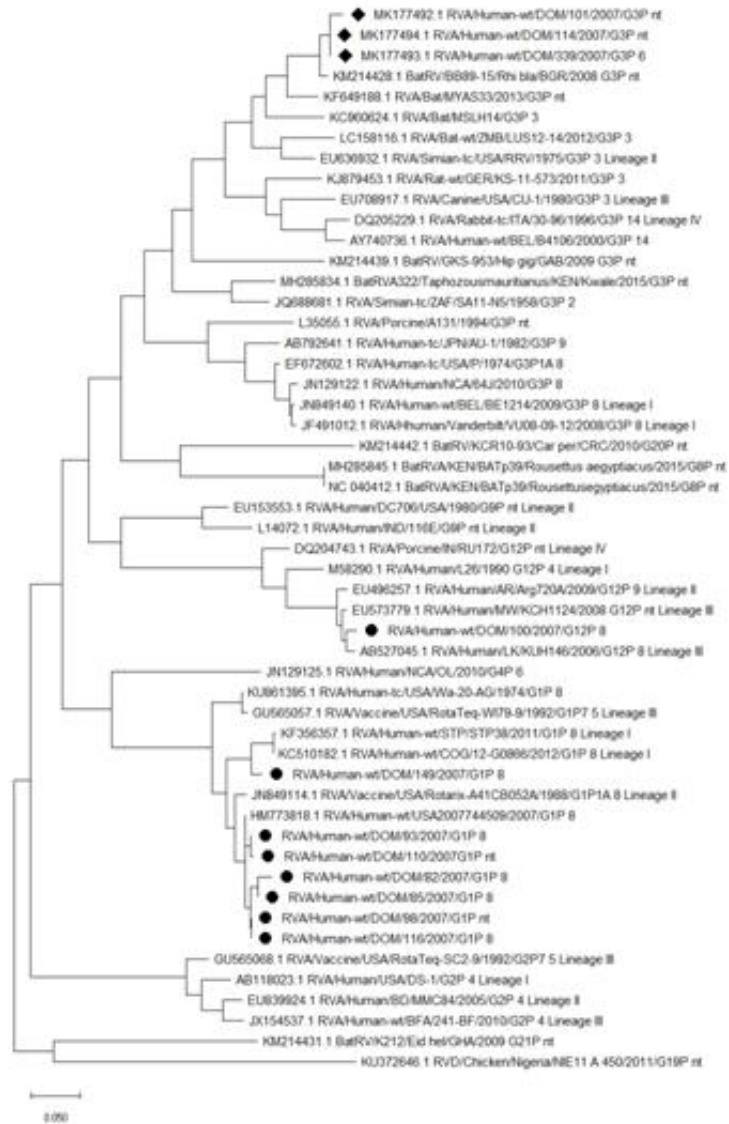 MK177492.1 RVA/Human-wt/DOM/101/2007/G3P nt
MK177494.1 RVA/Human-wt/DOM/114/2007/G3P nt
MK177493.1 RVA/Human-wt/DOM/339/2007/G3P 6
KM214428.1 BatRV/BB89-15/Rhi bla/BGR/2008 G3P nt
KF649188.1 RVA/Bat/MYAS33/2013/G3P nt
KC960624.1 RVA/Bat/MSLH14/G3P 3
LC158116.1 RVA/Bat-wt/ZMB/LUS12-14/2012/G3P 3
EU636932.1 RVA/Simian-tc/USA/RRV/1975/G3P 3 Lineage II
KJ879453.1 RVA/Rat-wt/GER/KS-11-573/2011/G3P 3
EU708917.1 RVA/Canine/USA/CU-1/1980/G3P 3 Lineage III
DQ205229.1 RVA/Rabbit-tc/ITA/30-96/1996/G3P 14 Lineage IV
AY740736.1 RVA/Human-wt/BEL/B4106/2000/G3P 14
KM214439.1 BatRV/GKS-953/Hip gig/GAB/2009 G3P nt
MH285834.1 BatRVA322/Taphozousmauritianus/KEN/Kwale/2015/G3P nt
JQ688681.1 RVA/Simian-tc/ZAF/SA11-N5/1958/G3P 2
L35055.1 RVA/Porcine/A131/1994/G3P nt
AB792641.1 RVA/Human-tc/JPN/AU-1/1982/G3P 9
EF672602.1 RVA/Human-tc/USA/P/1974/G3P1A 8
JN129122.1 RVA/Human/NCA/64J/2010/G3P 8
JN849140.1 RVA/Human-wt/BEL/BE1214/2009/G3P 8 Lineage I
JF491012.1 RVA/Hhuman/Vanderbilt/VU08-09-12/2008/G3P 8 Lineage I
KM214442.1 BatRV/KCR10-93/Car per/CRC/2010/G20P nt
MH285845.1 BatRVA/KEN/BATp39/Rousettus aegyptiacus/2015/G8P nt
NC 040412.1 BatRVA/KEN/BATp39/Rousettusegyptiacus/2015/G8P nt
EU153553.1 RVA/Human/DC706/USA/1980/G9P nt Lineage II
L14072.1 RVA/Human/IND/116E/G9P nt Lineage II
DQ204743.1 RVA/Porcine/IN/RU172/G12P nt Lineage IV
M58290.1 RVA/Human/L26/1990 G12P 4 Lineage I
EU496257.1 RVA/Human/AR/Arg720A/2009/G12P 9 Lineage II
EU573779.1 RVA/Human/MW/KCH1124/2008 G12P nt Lineage III
RVA/Human-wt/DOM/100/2007/G12P 8
AB527045.1 RVA/Human/LK/KUH146/2006/G12P 8 Lineage III
JN129125.1 RVA/Human/NCA/OL/2010/G4P 6
KU861395.1 RVA/Human-tc/USA/Wa-20-AG/1974/G1P 8
GU565057.1 RVA/Vaccine/USA/RotaTeq-WI79-9/1992/G1P7 5 Lineage III
KF356357.1 RVA/Human-wt/STP/STP38/2011/G1P 8 Lineage I
KC510182.1 RVA/Human-wt/COG/12-G0866/2012/G1P 8 Lineage I
RVA/Human-wt/DOM/149/2007/G1P 8
JN849114.1 RVA/Vaccine/USA/Rotarix-A41CB052A/1988/G1P1A 8 Lineage II
HM773818.1 RVA/Human-wt/USA2007744509/2007/G1P 8
RVA/Human-wt/DOM/93/2007/G1P 8
RVA/Human-wt/DOM/110/2007G1P nt
RVA/Human-wt/DOM/82/2007/G1P 8
RVA/Human-wt/DOM/85/2007/G1P 8
RVA/Human-wt/DOM/98/2007/G1P nt
RVA/Human-wt/DOM/116/2007/G1P 8
GU565068.1 RVA/Vaccine/USA/RotaTeq-SC2-9/1992/G2P7 5 Lineage III
AB118023.1 RVA/Human/USA/DS-1/G2P 4 Lineage I
EU839924.1 RVA/Human/BD/MMC84/2005/G2P 4 Lineage II
JX154537.1 RVA/Human-wt/BFA/241-BF/2010/G2P 4 Lineage III
KM214431.1 BatRV/K212/Eid hel/GHA/2009 G21P nt
KU372646.1 RVD/Chicken/Nigeria/NIE11 A 450/2011/G19P nt
0.050